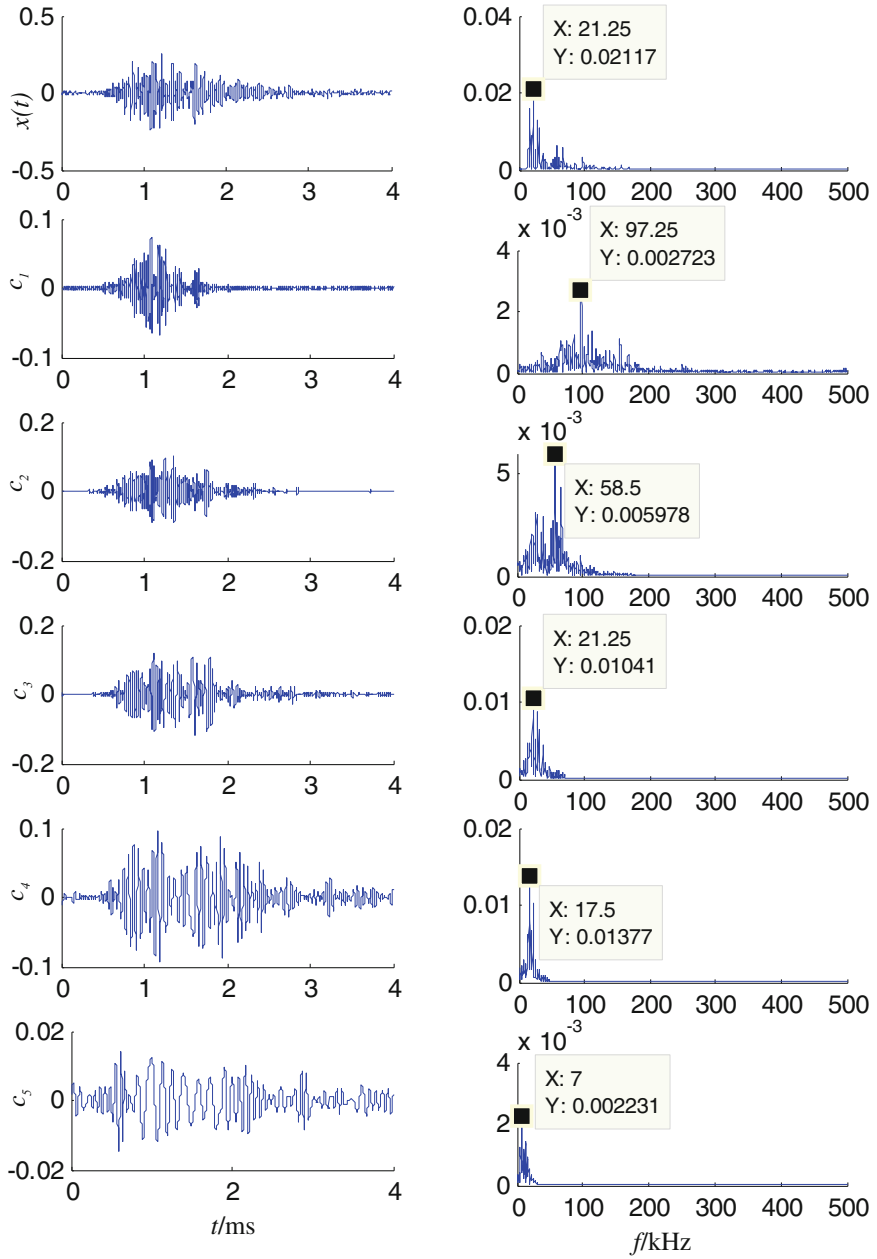 0.5
0
-0.5
x(t)
0 1 2 3 4
0.04
0.02
0
X: 21.25
Y: 0.02117
0 100 200 300 400 500
0.1
0
-0.1
c1
0 1 2 3 4
x 10-3
4
2
0
X: 97.25
Y: 0.002723
0 100 200 300 400 500
0.2
0
-0.2
c2
0 1 2 3 4
x 10-3
5
0
X: 58.5
Y: 0.005978
0 100 200 300 400 500
0.2
0
-0.2
c3
0 1 2 3 4
0.02
0.01
0
X: 21.25
Y: 0.01041
0 100 200 300 400 500
0.1
0
-0.1
c4
0 1 2 3 4
0.02
0.01
0
X: 17.5
Y: 0.01377
0 100 200 300 400 500
0.02
0
-0.02
c5
0 2 4
t/ms
x 10-3
4
2
0
X: 7
Y: 0.002231
0 100 200 300 400 500
f/kHz